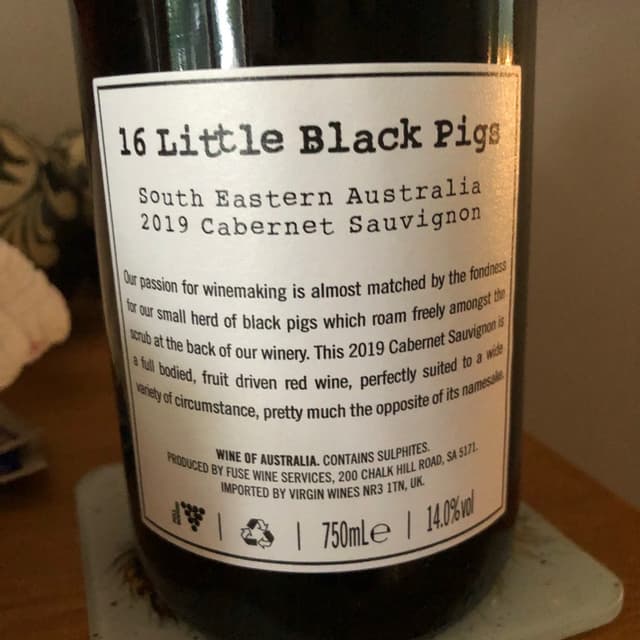 16 Little Black Pigs
South Eastern Australia
2019 Cabernet Sauvignon
Our passion for winemaking is almost matched by the fondness
for our small herd of black pigs which roam freely amongst the
scrub at the back of our winery. This 2019 Cabernet Sauvignon is
a full bodied, fruit driven red wine, perfectly suited to a wide
variety of circumstance, pretty much the opposite of its namesake.
WINE OF AUSTRALIA. CONTAINS SULPHITES.
PRODUCED BY FUSE WINE SERVICES, 200 CHALK HILL ROAD, SA 5171.
IMPORTED BY VIRGIN WINES NR3 1TN, UK.
750mL℮ | 14.0%vol